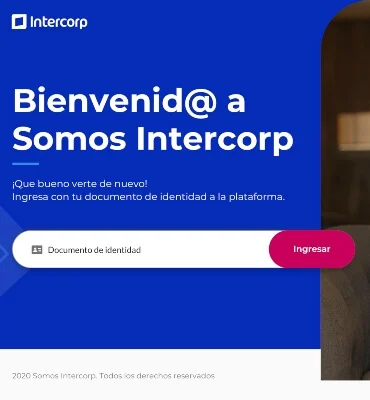 Intercorp
Bienvenid@ a
Somos Intercorp
¡Que bueno verte de nuevo!
Ingresa con tu documento de identidad a la plataforma.
Documento de identidad
Ingresar
2020 Somos Intercorp. Todos los derechos reservados